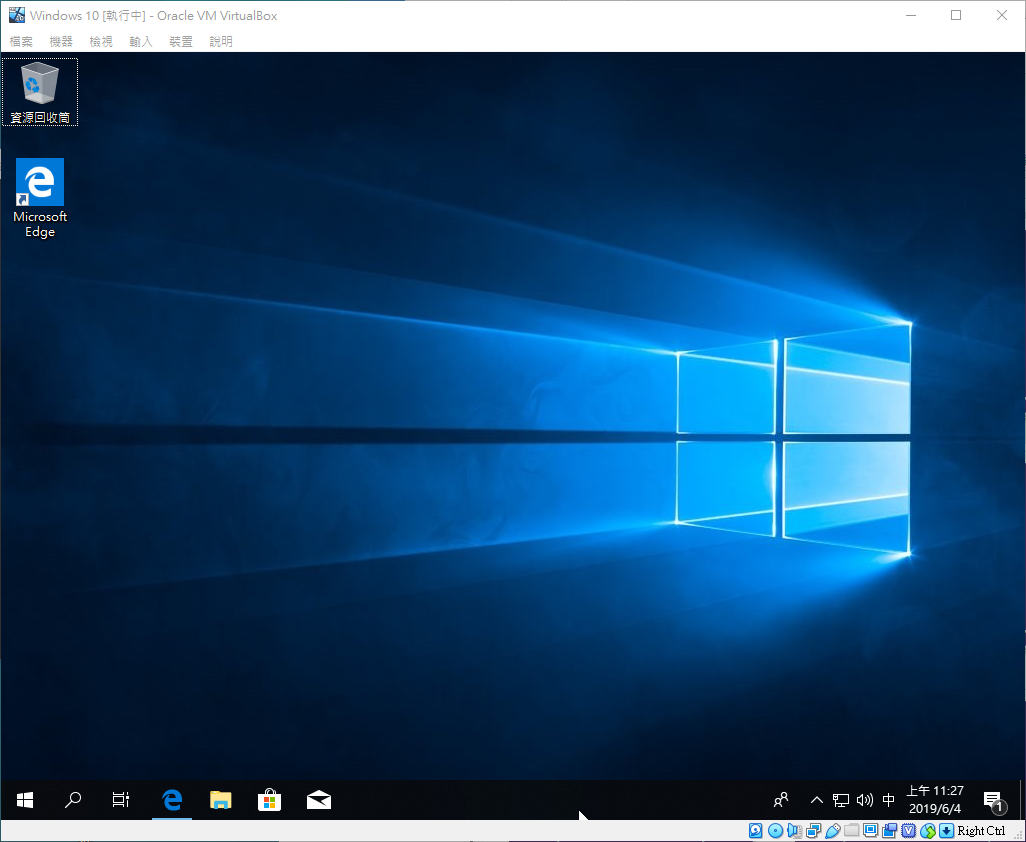 Windows 10 [執行中] - Oracle VM VirtualBox
檔案 機器 檢視 輸入 裝置 說明
資源回收筒
Microsoft
Edge
中
上午 11:27
2019/6/4
1
Right Ctrl